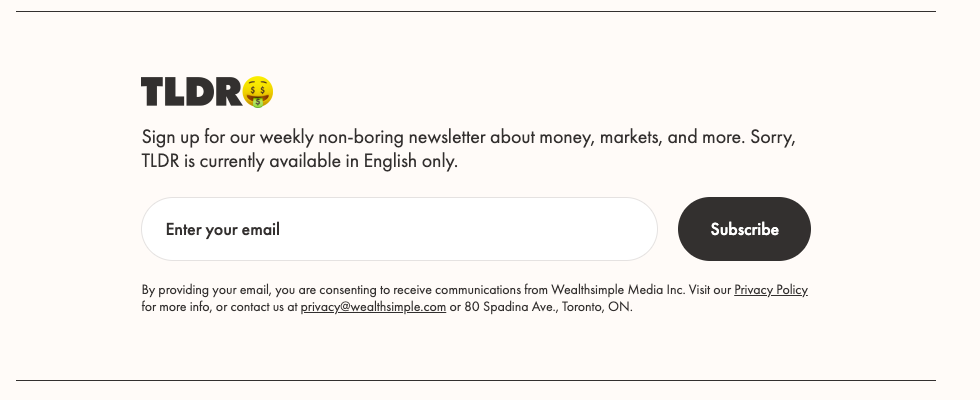 TLDR
Sign up for our weekly non-boring newsletter about money, markets, and more. Sorry,
TLDR is currently available in English only.
Enter your email
Subscribe
By providing your email, you are consenting to receive communications from Wealthsimple Media Inc. Visit our Privacy Policy
for more info, or contact us at privacy@wealthsimple.com or 80 Spadina Ave., Toronto, ON.